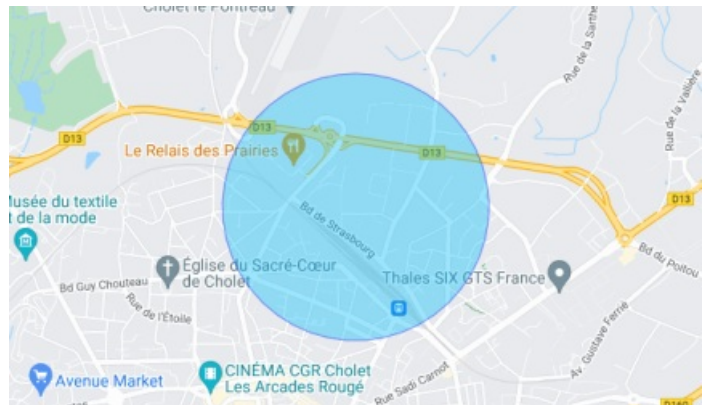 Cholet le Pontreau
Rue de la Sarthe
Rue de la Vallière
D13
D13
D13
D13
Le Relais des Prairies
Musée du textile
et de la mode
Bd de Strasbourg
Bd du Poitou
Église du Sacré-Cœur
de Cholet
Thales SIX GTS France
Bd Guy Chouteau
Rue de l'Étoile
Av. Gustave Ferrié
CINÉMA CGR Cholet
Les Arcades Rougé
Avenue Market
Rue Sadi Carnot
D160